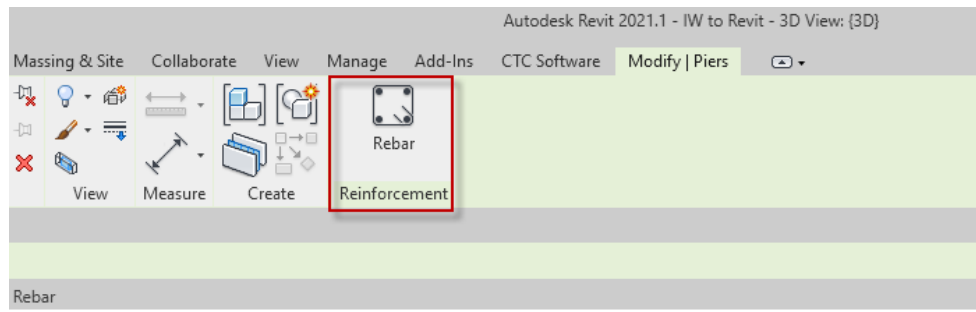 Autodesk Revit 2021.1 - IW to Revit - 3D View: {3D}
Massing & Site Collaborate View Manage Add-Ins CTC Software Modify | Piers
Rebar
View Measure Create Reinforcement
Rebar